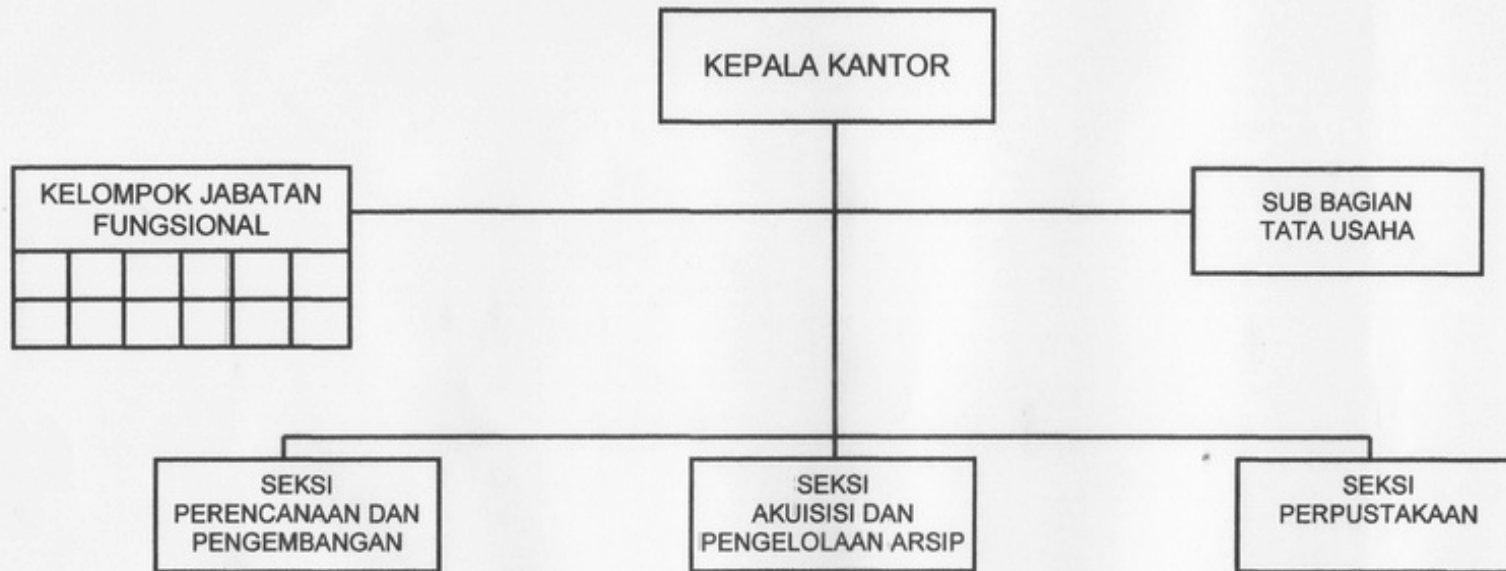 KEPALA KANTOR
KELOMPOK JABATAN
FUNGSIONAL
SUB BAGIAN
TATA USAHA
SEKSI
PERENCANAAN DAN
PENGEMBANGAN
SEKSI
AKUISISI DAN
PENGELOLAAN ARSIP
SEKSI
PERPUSTAKAAN